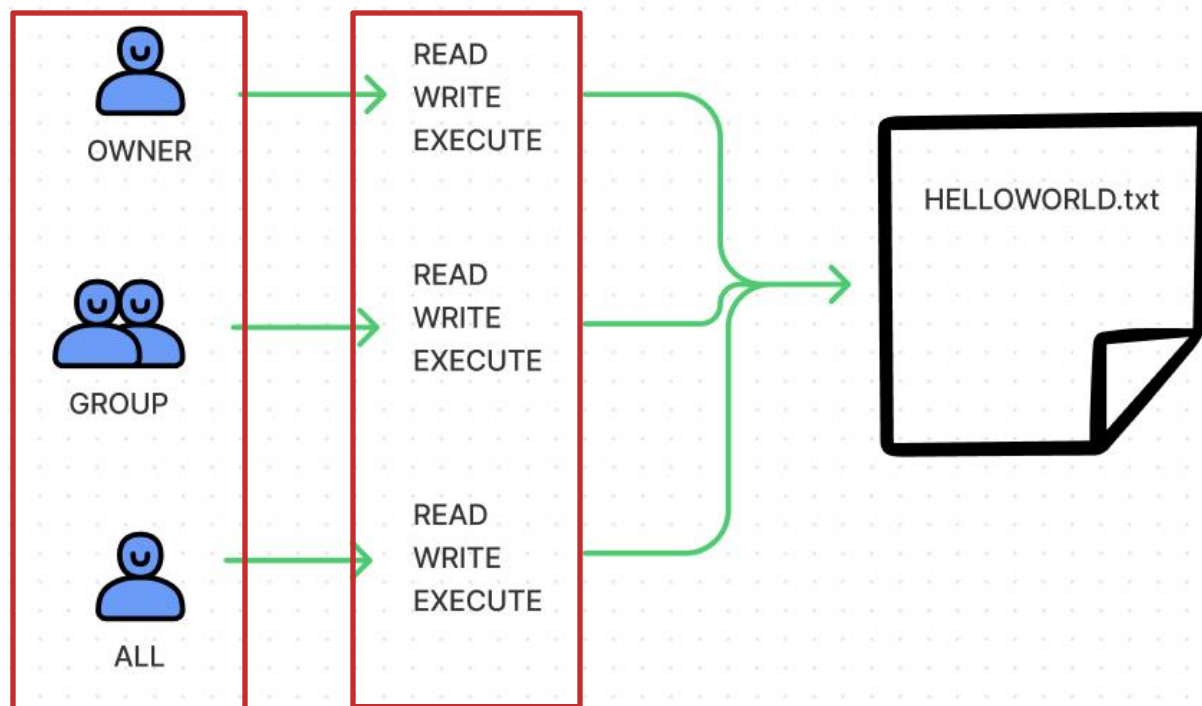 OWNER
READ
WRITE
EXECUTE
GROUP
READ
WRITE
EXECUTE
ALL
READ
WRITE
EXECUTE
HELLOWORLD.txt